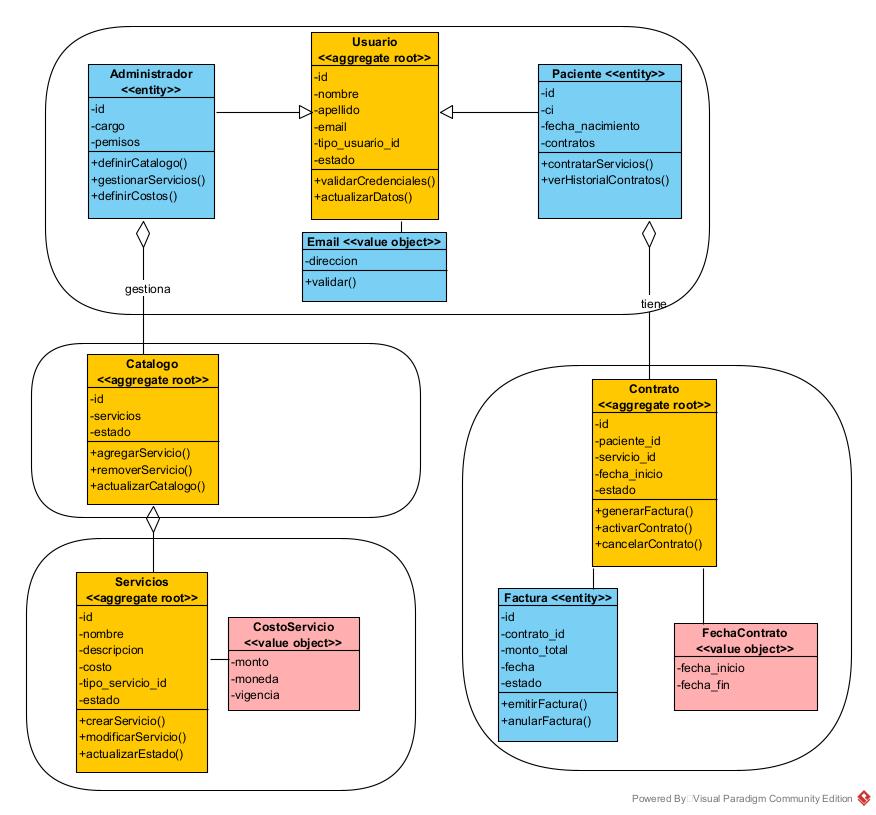 Usuario
<<aggregate root>>
-id
-nombre
-apellido
-email
-tipo_usuario_id
-estado
+validarCredenciales()
+actualizarDatos()
Administrador
<<entity>>
-id
-cargo
-pemisos
+definirCatalogo()
+gestionarServicios()
+definirCostos()
Paciente <<entity>>
-id
-ci
-fecha_nacimiento
-contratos
+contratarServicios()
+verHistorialContratos()
Email <<value object>>
-direccion
+validar()
gestiona
tiene
Catalogo
<<aggregate root>>
-id
-servicios
-estado
+agregarServicio()
+removerServicio()
+actualizarCatalogo()
Contrato
<<aggregate root>>
-id
-paciente_id
-servicio_id
-fecha_inicio
-estado
+generarFactura()
+activarContrato()
+cancelarContrato()
Servicios
<<aggregate root>>
-id
-nombre
-descripcion
-costo
-tipo_servicio_id
-estado
+crearServicio()
+modificarServicio()
+actualizarEstado()
CostoServicio
<<value object>>
-monto
-moneda
-vigencia
Factura <<entity>>
-id
-contrato_id
-monto_total
-fecha
-estado
+emitirFactura()
+anularFactura()
FechaContrato
<<value object>>
-fecha_inicio
-fecha_fin
Powered By Visual Paradigm Community Edition